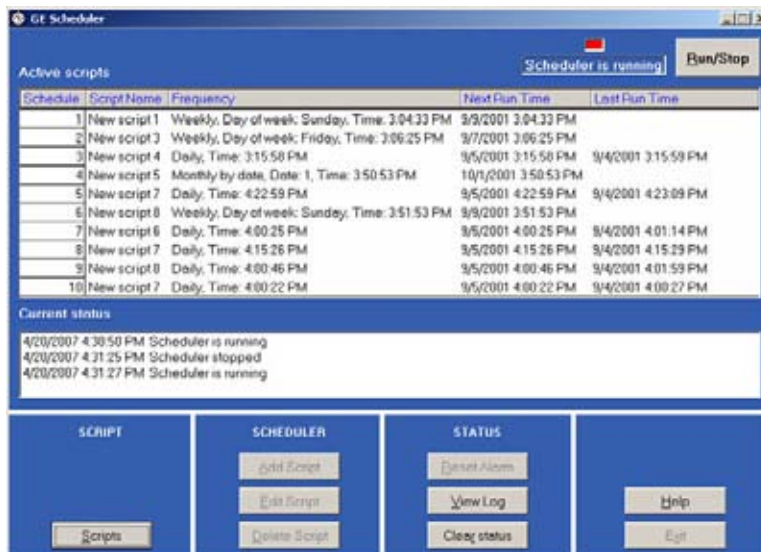 GE Scheduler
Scheduler is running
Run/Stop
Active scripts
Schedule Script Name Frequency Next Run Time Last Run Time
1 New script 1 Weekly, Day of week: Sunday, Time: 3:04:33 PM 9/9/2001 3:04:33 PM
2 New script 3 Weekly, Day of week: Friday, Time: 3:06:25 PM 9/7/2001 3:06:25 PM
3 New script 4 Daily, Time: 3:15:58 PM 9/5/2001 3:15:58 PM 9/4/2001 3:15:59 PM
4 New script 5 Monthly by date, Date: 1, Time: 3:50:53 PM 10/1/2001 3:50:53 PM
5 New script 7 Daily, Time: 4:22:59 PM 9/5/2001 4:22:59 PM 9/4/2001 4:23:09 PM
6 New script 8 Weekly, Day of week: Sunday, Time: 3:51:53 PM 9/9/2001 3:51:53 PM
7 New script 6 Daily, Time: 4:00:25 PM 9/5/2001 4:00:25 PM 9/4/2001 4:01:14 PM
8 New script 7 Daily, Time: 4:15:26 PM 9/5/2001 4:15:26 PM 9/4/2001 4:15:29 PM
9 New script 8 Daily, Time: 4:00:46 PM 9/5/2001 4:00:46 PM 9/4/2001 4:01:59 PM
10 New script 7 Daily, Time: 4:00:22 PM 9/5/2001 4:00:22 PM 9/4/2001 4:00:27 PM
Current status
4/20/2007 4:30:50 PM Scheduler is running
4/20/2007 4:31:25 PM Scheduler stopped
4/20/2007 4:31:27 PM Scheduler is running
SCRIPT
Scripts
SCHEDULER
Add Script
Edit Script
Delete Script
STATUS
Reset Alarm
View Log
Clear status
Help
Exit